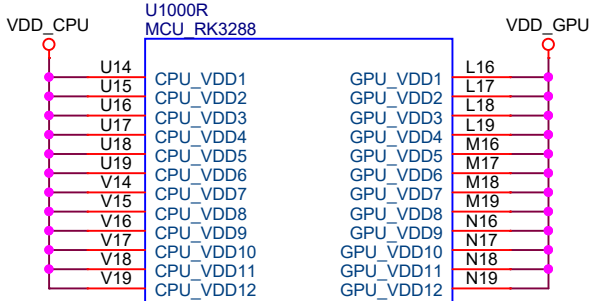 U1000R
VDD_CPU MCU_RK3288 VDD_GPU
U14 CPU_VDD1 GPU_VDD1 L16
U15 CPU_VDD2 GPU_VDD2 L17
U16 CPU_VDD3 GPU_VDD3 L18
U17 CPU_VDD4 GPU_VDD4 L19
U18 CPU_VDD5 GPU_VDD5 M16
U19 CPU_VDD6 GPU_VDD6 M17
V14 CPU_VDD7 GPU_VDD7 M18
V15 CPU_VDD8 GPU_VDD8 M19
V16 CPU_VDD9 GPU_VDD9 N16
V17 CPU_VDD10 GPU_VDD10 N17
V18 CPU_VDD11 GPU_VDD11 N18
V19 CPU_VDD12 GPU_VDD12 N19